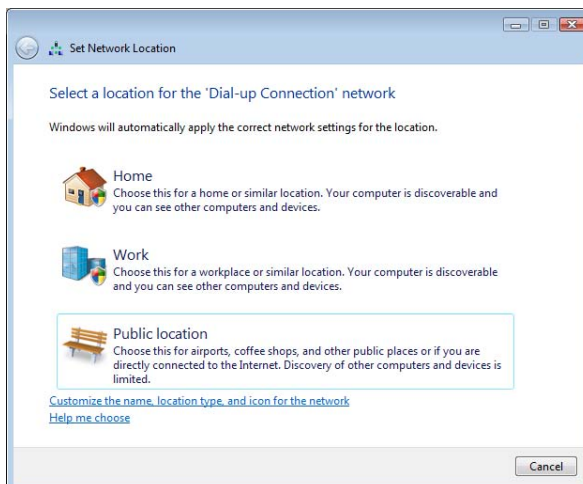 Set Network Location
Select a location for the 'Dial-up Connection' network
Windows will automatically apply the correct network settings for the location.
Home
Choose this for a home or similar location. Your computer is discoverable and
you can see other computers and devices.
Work
Choose this for a workplace or similar location. Your computer is discoverable
and you can see other computers and devices.
Public location
Choose this for airports, coffee shops, and other public places or if you are
directly connected to the Internet. Discovery of other computers and devices is
limited.
Customize the name, location type, and icon for the network
Help me choose
Cancel